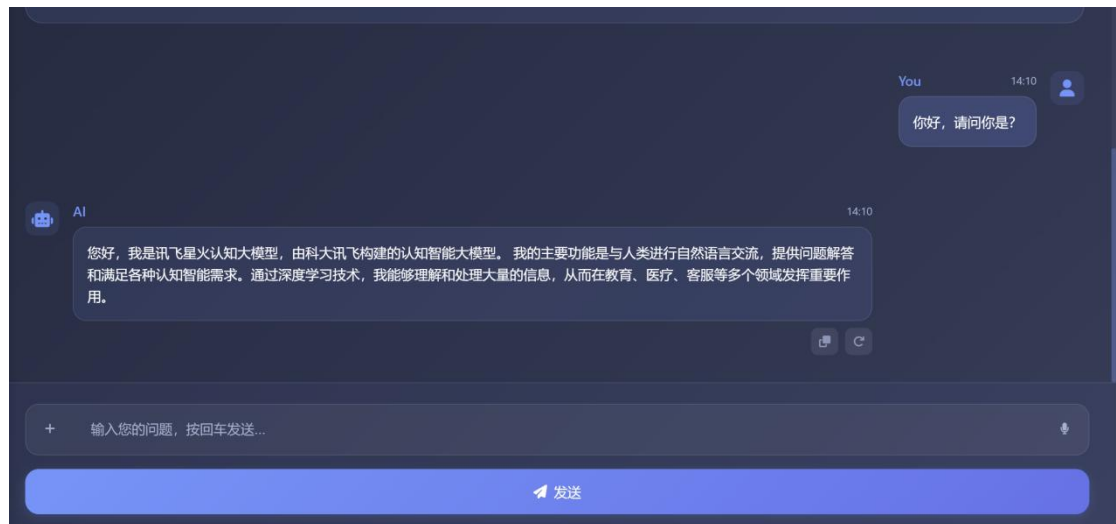 You 14:10
你好，请问你是？
AI 14:10
您好，我是讯飞星火认知大模型，由科大讯飞构建的认知智能大模型。 我的主要功能是与人类进行自然语言交流，提供问题解答
和满足各种认知智能需求。通过深度学习技术，我能够理解和处理大量的信息，从而在教育、医疗、客服等多个领域发挥重要作
用。
输入您的问题，按回车发送...
发送